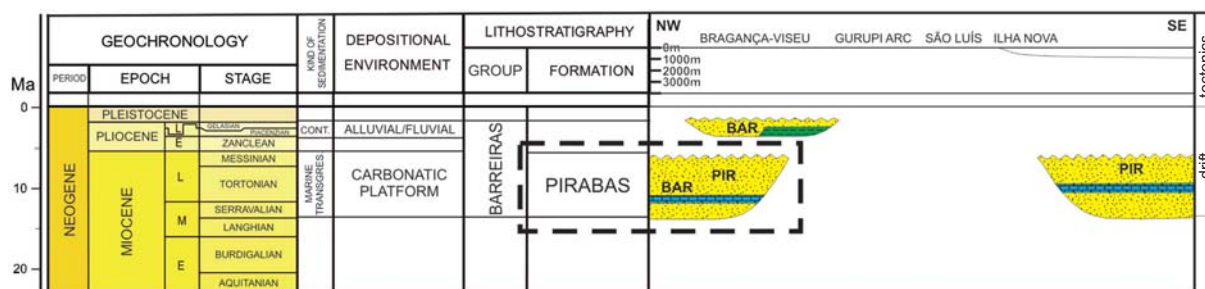 GEOCHRONOLOGY
KIND OF SEDIMENTATION
DEPOSITIONAL ENVIRONMENT
LITHOSTRATIGRAPHY
NW
SE
BRAGANÇA-VISEU
GURUPI ARC
SÃO LUÍS
ILHA NOVA
0m
1000m
2000m
3000m
tectonics
Ma
PERIOD
EPOCH
STAGE
GROUP
FORMATION
0
PLEISTOCENE
PLIOCENE
L
GELASIAN
PIACENZIAN
CONT.
ALLUVIAL/FLUVIAL
BAR
E
ZANCLEAN
MESSINIAN
NEOGENE
MIOCENE
L
TORTONIAN
MARINE TRANSGRES.
CARBONATIC PLATFORM
BARREIRAS
PIRABAS
PIR
BAR
PIR
drift
10
SERRAVALIAN
M
LANGHIAN
BURDIGALIAN
E
20
AQUITANIAN